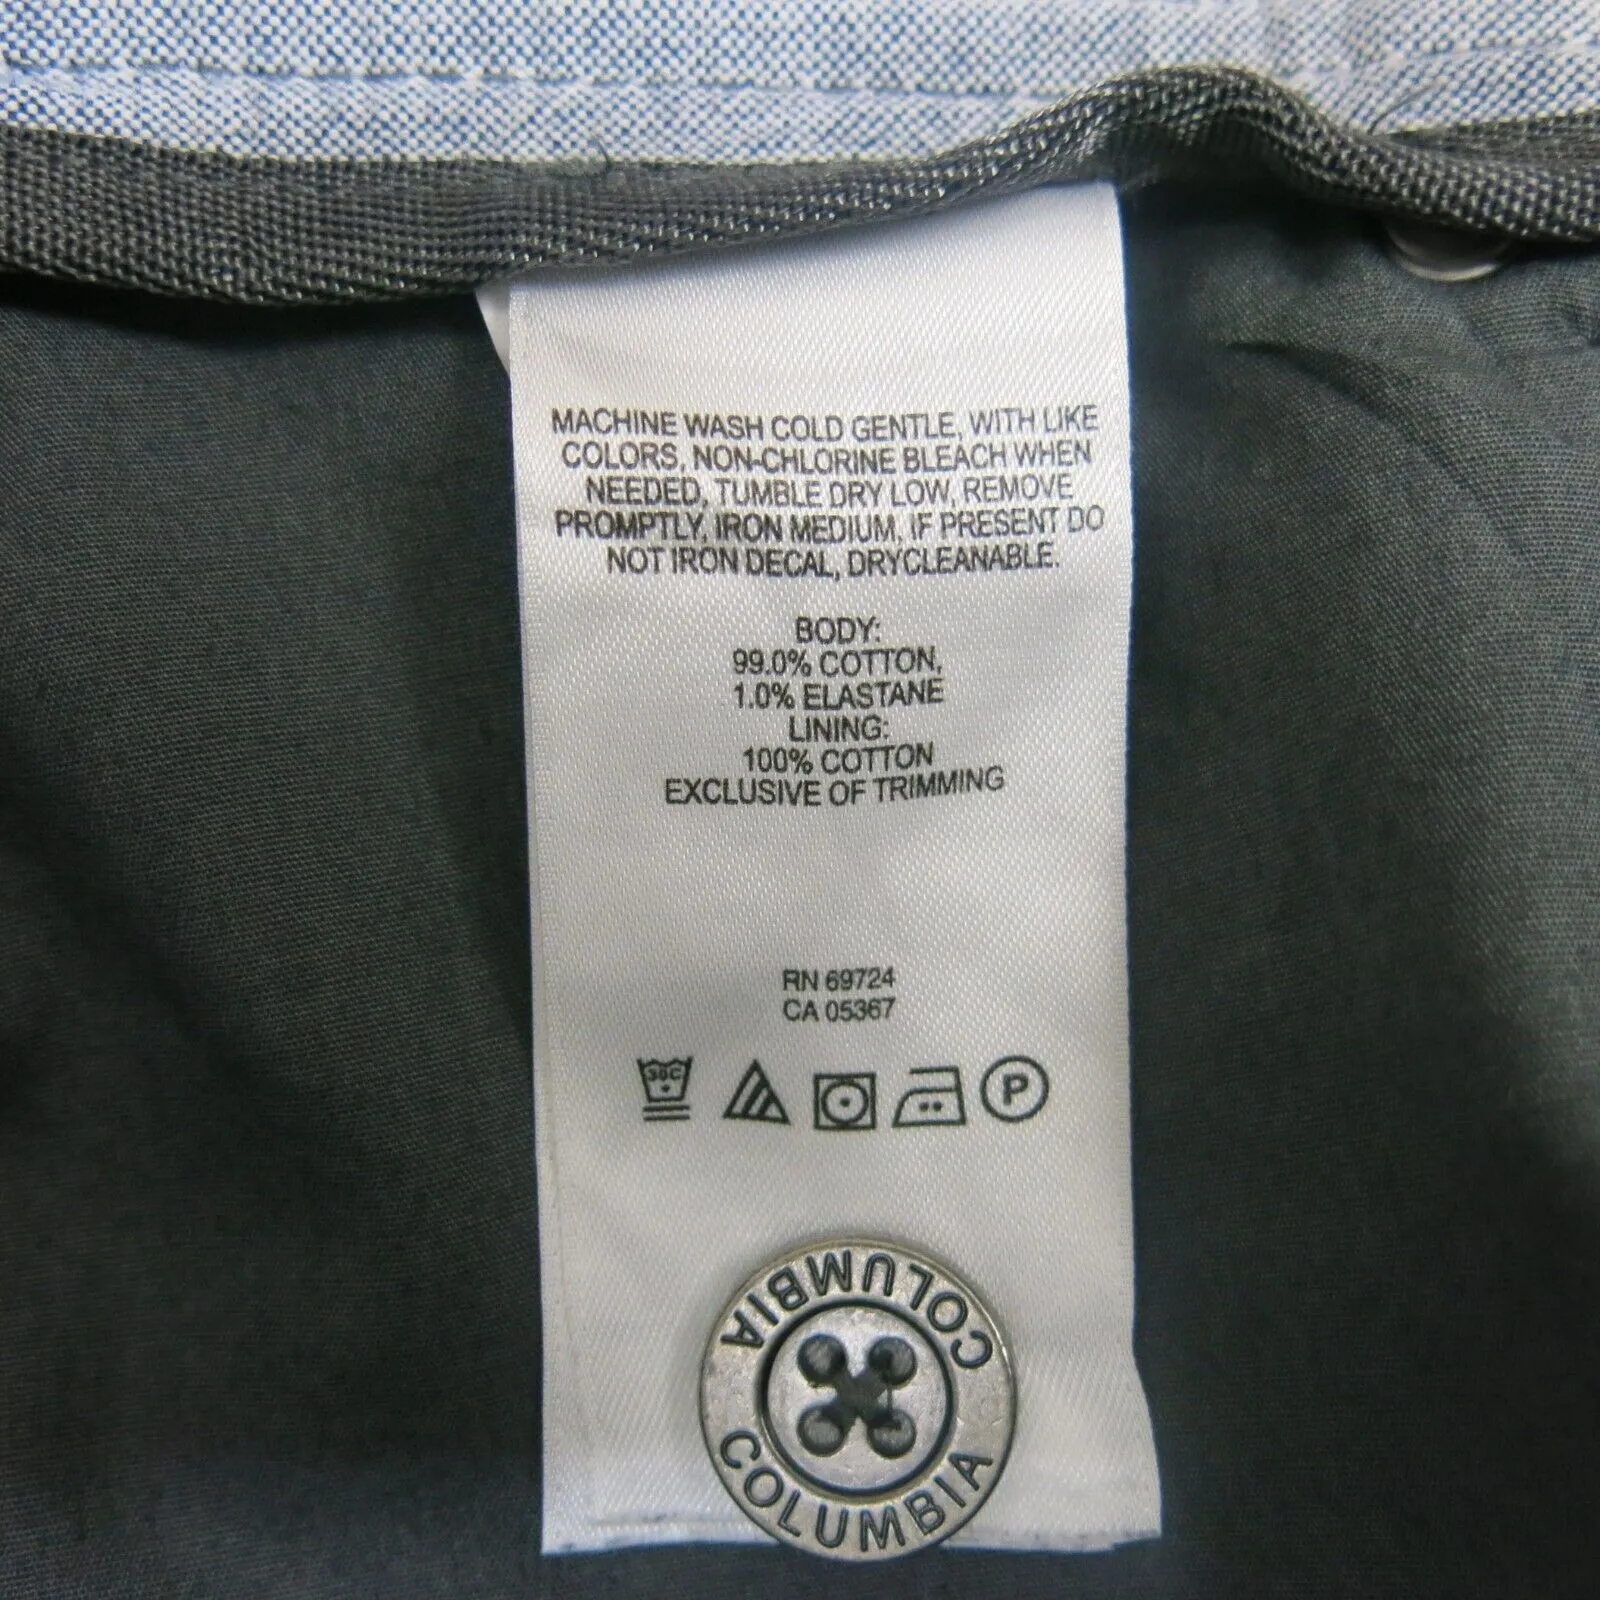 MACHINE WASH COLD GENTLE, WITH LIKE
COLORS, NON-CHLORINE BLEACH WHEN
NEEDED, TUMBLE DRY LOW, REMOVE
PROMPTLY, IRON MEDIUM, IF PRESENT DO
NOT IRON DECAL, DRYCLEANABLE.
BODY:
99.0% COTTON,
1.0% ELASTANE
LINING:
100% COTTON
EXCLUSIVE OF TRIMMING
RN 69724
CA 05367
30C
P
COLUMBIA
COLUMBIA